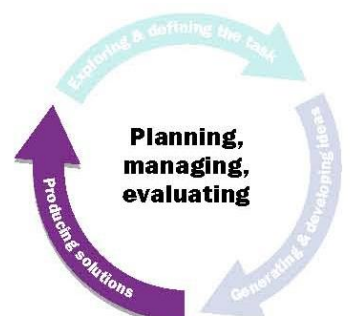 Exploring & defining the task
Planning,
managing,
evaluating
Generating & developing ideas
Producing solutions